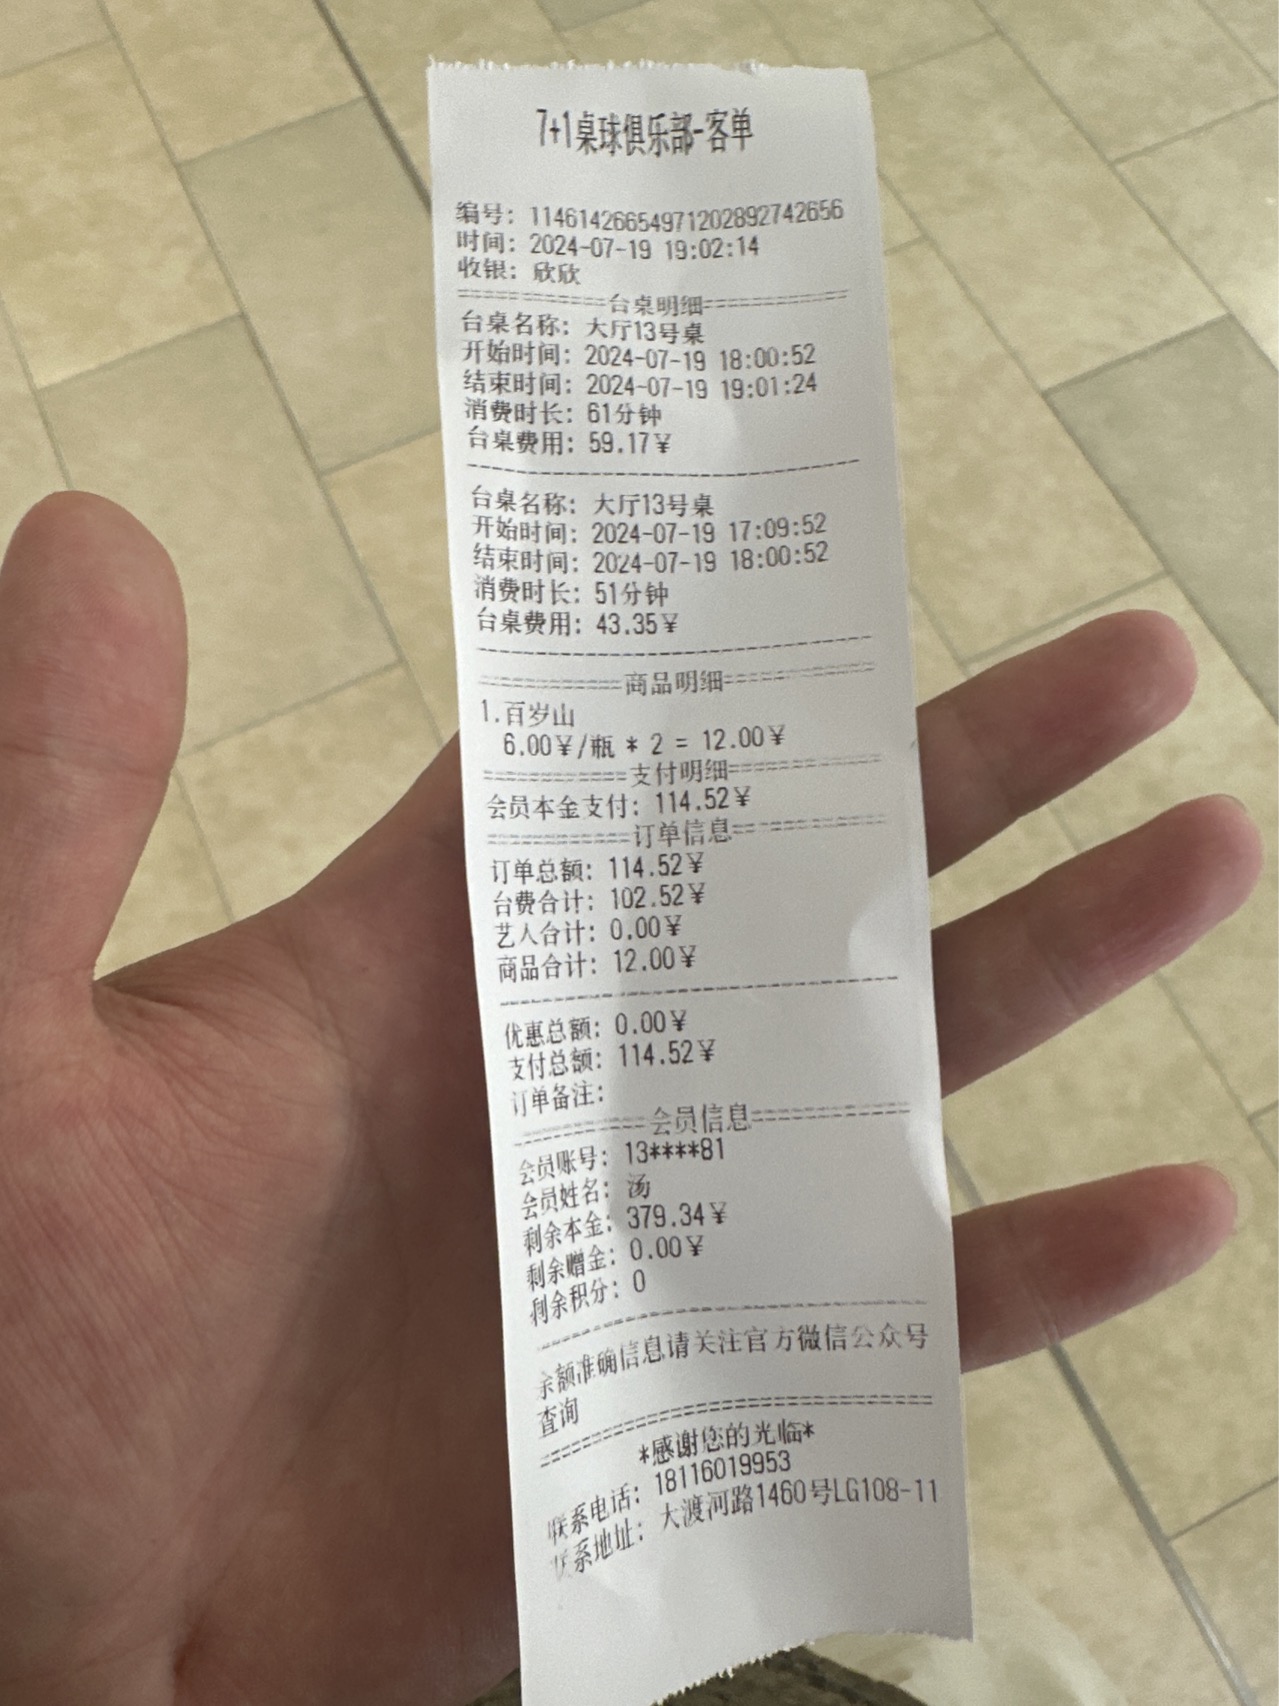 7+1桌球俱乐部-客单
编号: 1146142665497120289274­2656
时间: 2024-07-19 19:02:14
收银: 欣欣
============台桌明细============
台桌名称: 大厅13号桌
开始时间: 2024-07-19 18:00:52
结束时间: 2024-07-19 19:01:24
消费时长: 61分钟
台桌费用: 59.17¥
--------------------------------
台桌名称: 大厅13号桌
开始时间: 2024-07-19 17:09:52
结束时间: 2024-07-19 18:00:52
消费时长: 51分钟
台桌费用: 43.35¥
--------------------------------
============商品明细============
1.百岁山
6.00¥/瓶 * 2 = 12.00¥
============支付明细============
会员本金支付: 114.52¥
============订单信息============
订单总额: 114.52¥
台费合计: 102.52¥
艺人合计: 0.00¥
商品合计: 12.00¥
--------------------------------
优惠总额: 0.00¥
支付总额: 114.52¥
订单备注:
============会员信息============
会员账号: 13****81
会员姓名: 汤
剩余本金: 379.34¥
剩余赠金: 0.00¥
剩余积分: 0
--------------------------------
余额准确信息请关注官方微信公众号
查询
================================
*感谢您的光临*
联系电话: 18116019953
联系地址: 大渡河路1460号LG108-11